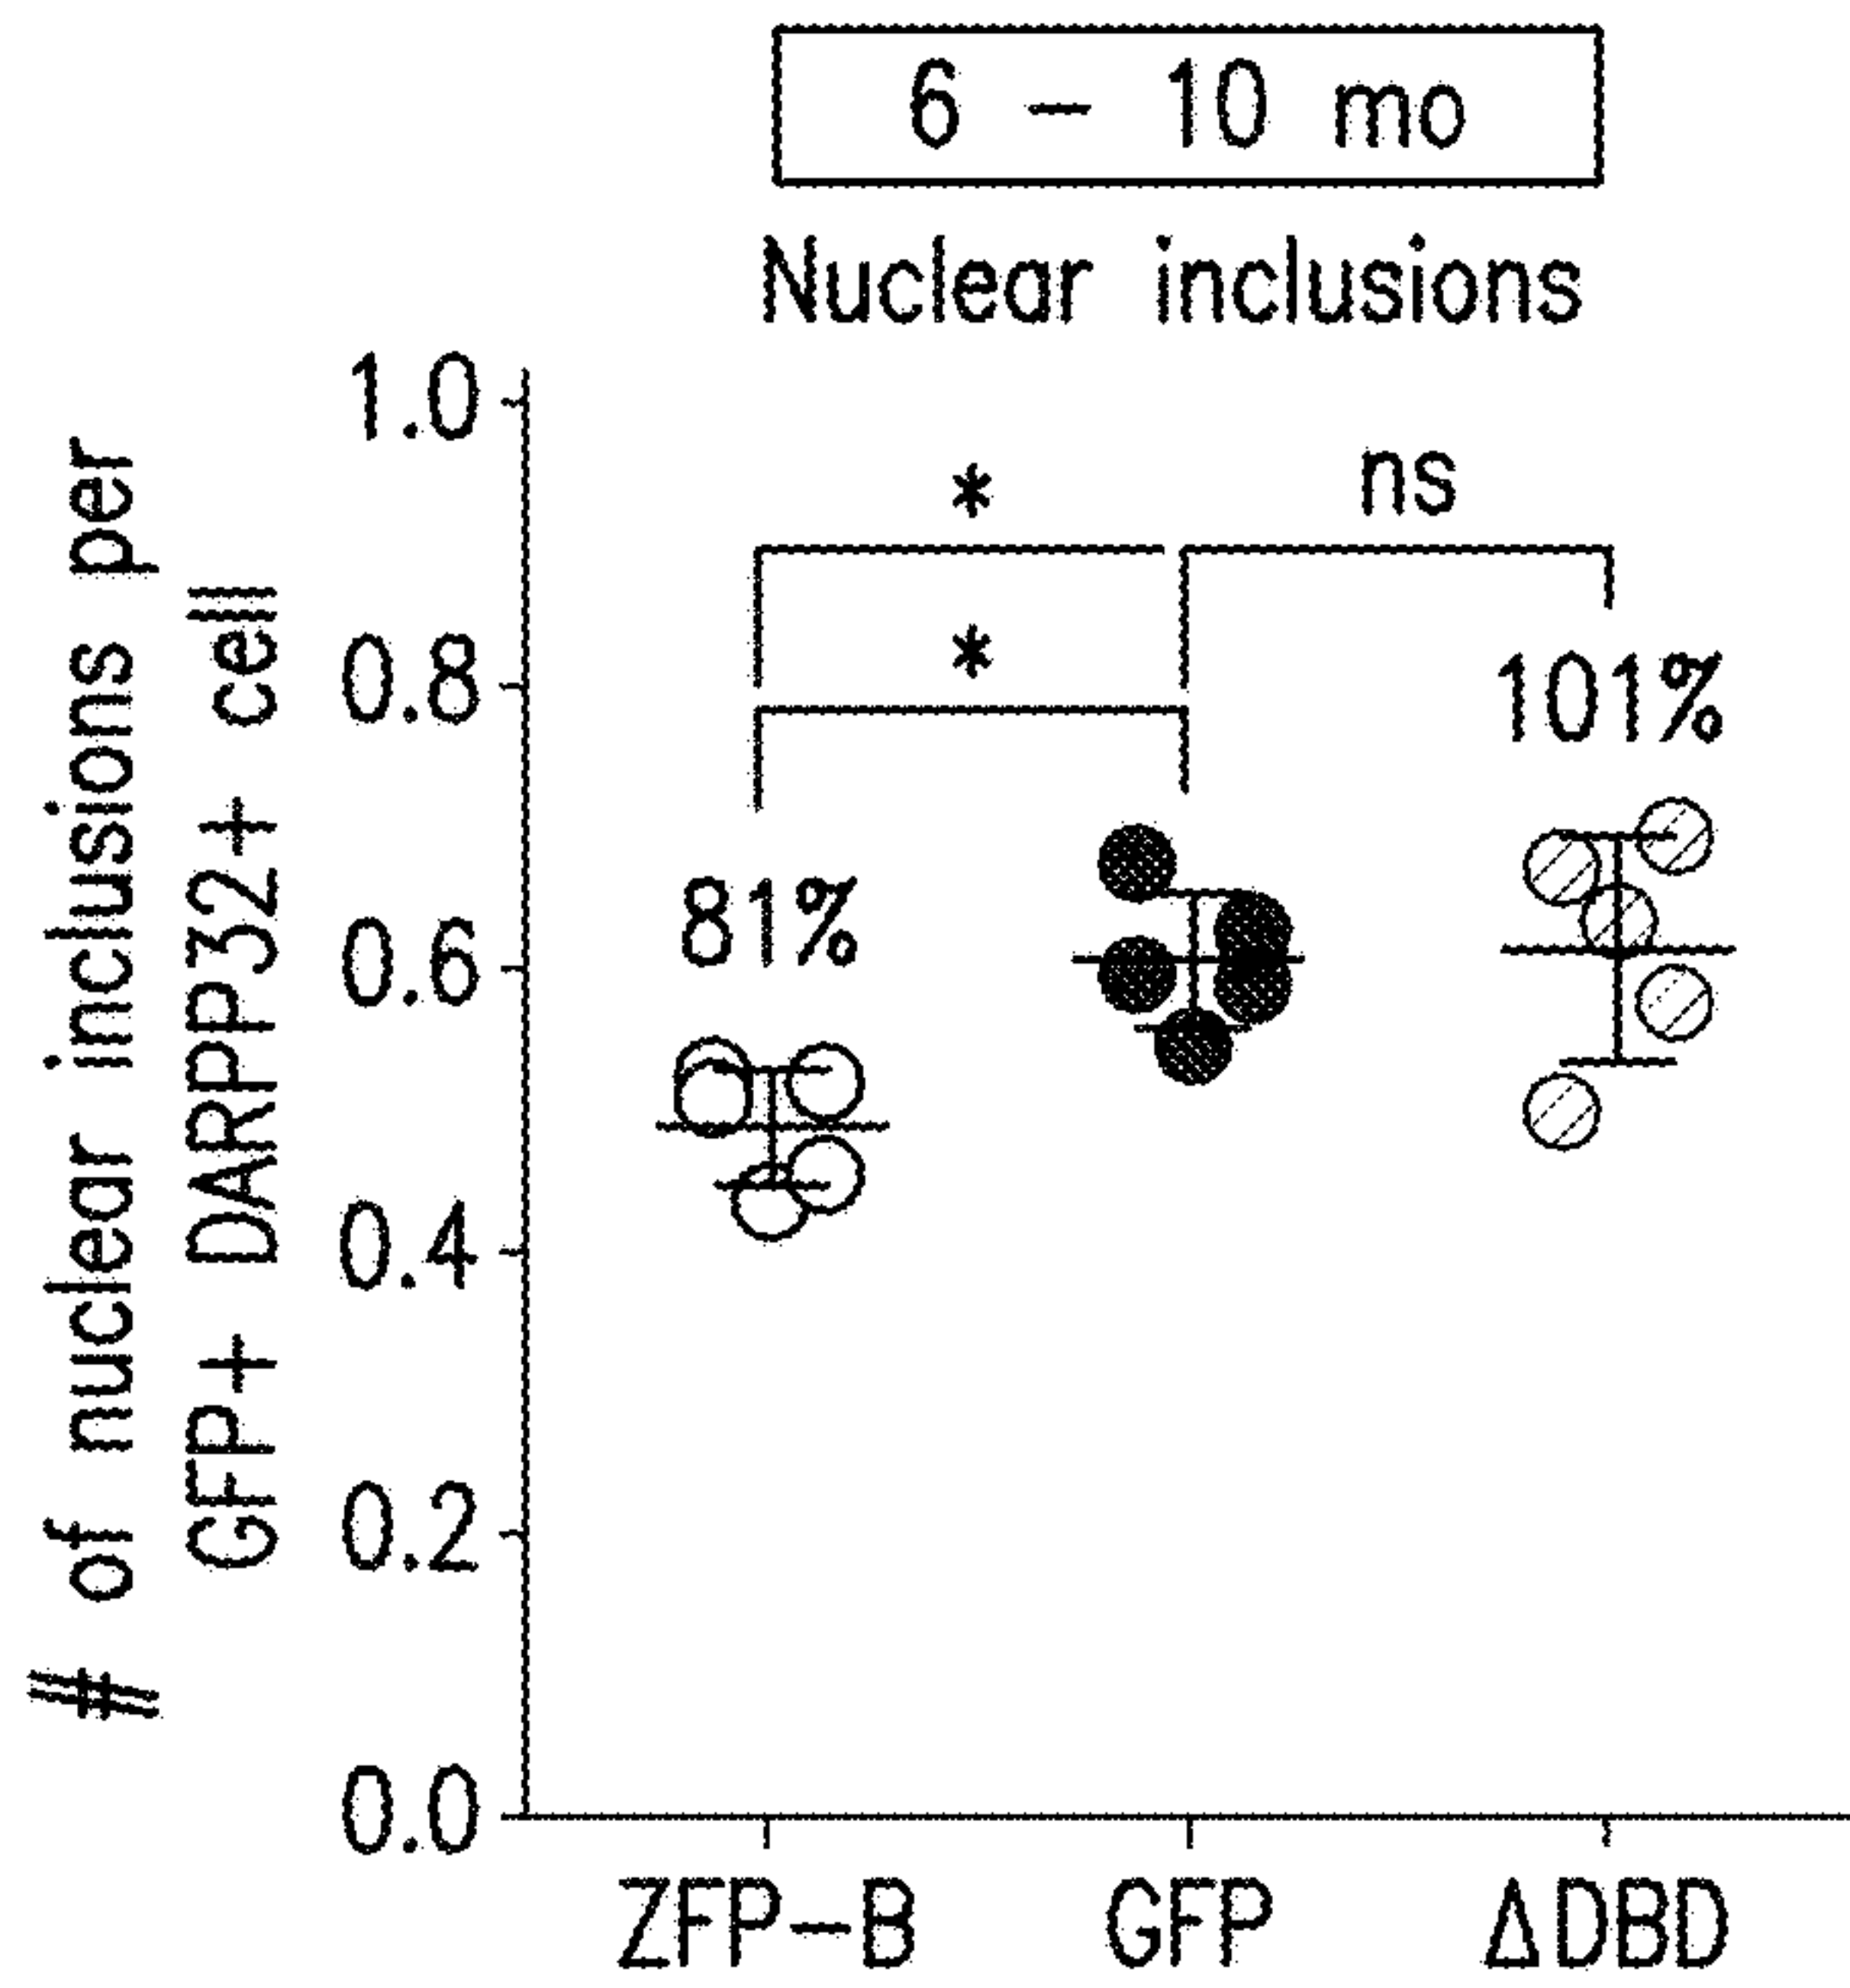 6 – 10 mo
Nuclear inclusions
# of nuclear inclusions per
GFP+ DARPP32+ cell
1.0
0.8
0.6
0.4
0.2
0.0
* ns
*
101%
81%
ZFP–B GFP ΔDBD